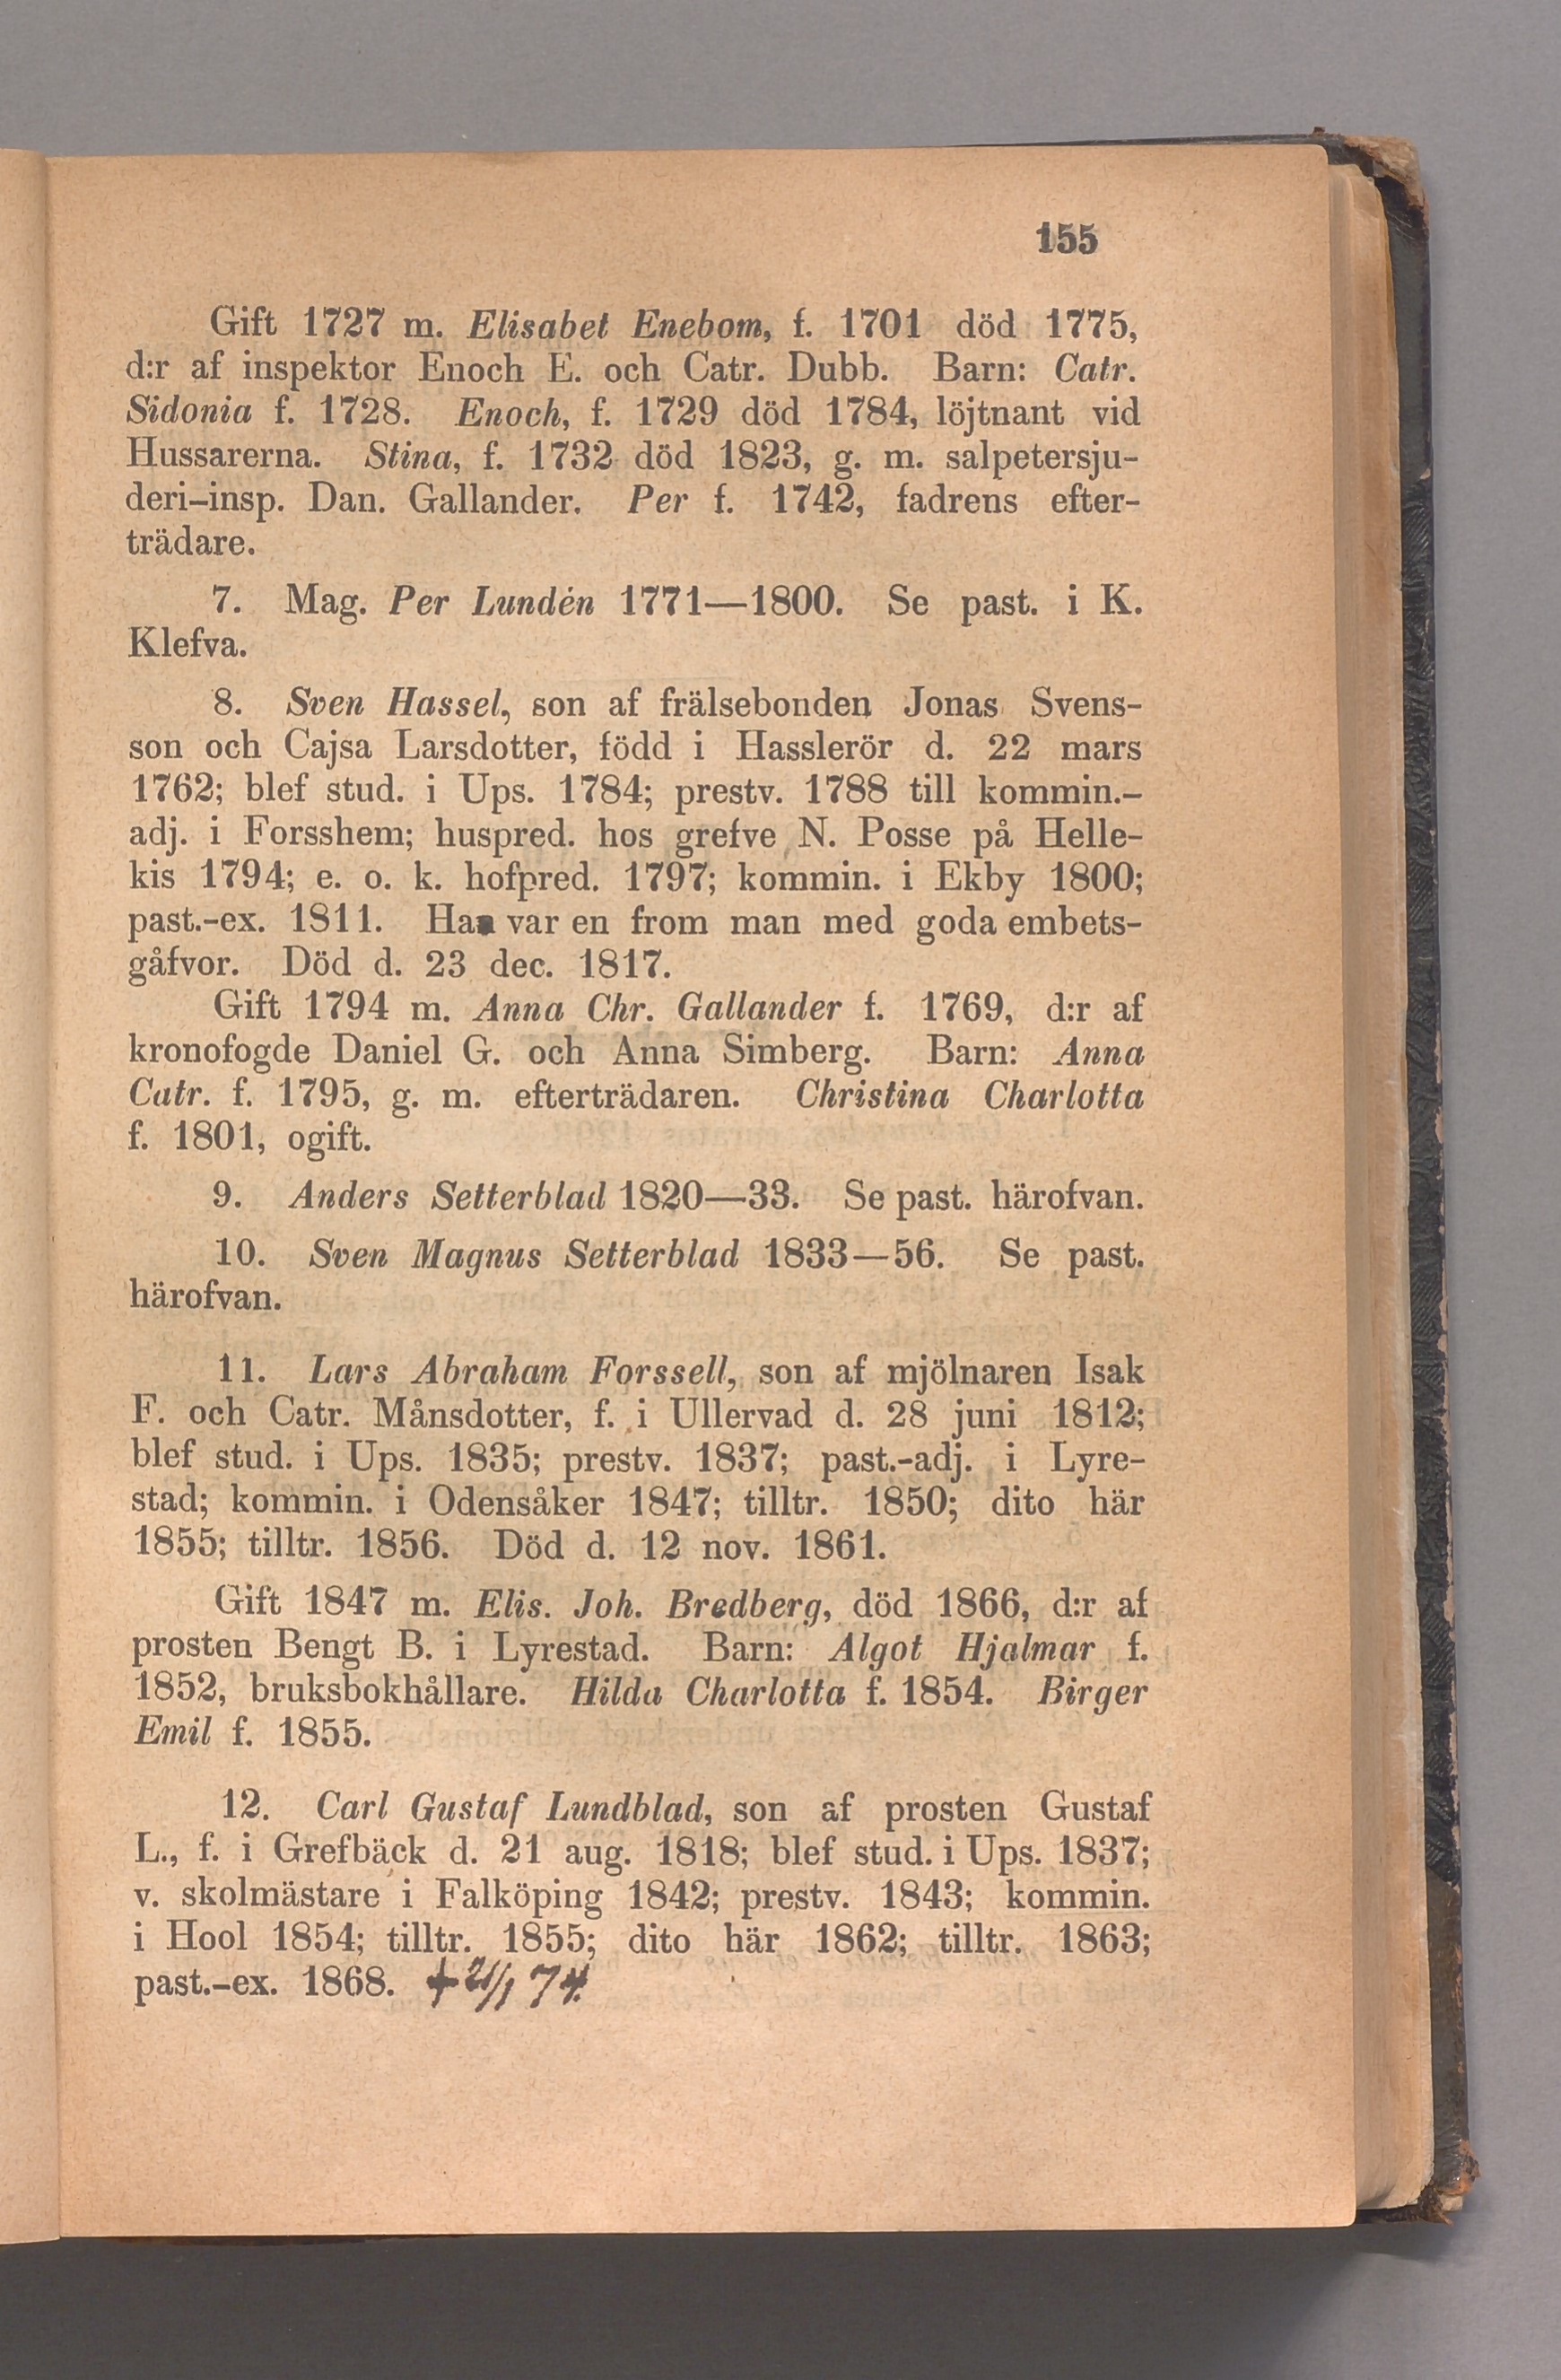 155
Gift 1727 m. Elisabet Enebom, f. 1701 död 1775,
d:r af inspektor Enoch E. och Catr. Dubb. Barn: Catr.
Sidonia f. 1728. Enoch, f. 1729 död 1784, löjtnant vid
Hussarerna. Stina, f. 1732 död 1823, g. m. salpetersju-
deri-insp. Dan. Gallander. Per f. 1742, fadrens efter-
trädare.
7. Mag. Per Lundén 1771—1800. Se past. i K.
Klefva.
8. Sven Hassel, son af frälsebonden Jonas Svens-
son och Cajsa Larsdotter, född i Hasslerör d. 22 mars
1762; blef stud. i Ups. 1784; prestv. 1788 till kommin.-
adj. i Forsshem; huspred. hos grefve N. Posse på Helle-
kis 1794; e. o. k. hofpred. 1797; kommin. i Ekby 1800;
past.-ex. 1811. Han var en from man med goda embets-
gåfvor. Död d. 23 dec. 1817.
Gift 1794 m. Anna Chr. Gallander f. 1769, d:r af
kronofogde Daniel G. och Anna Simberg. Barn: Anna
Catr. f. 1795, g. m. efterträdaren. Christina Charlotta
f. 1801, ogift.
9. Anders Setterblad 1820—33. Se past. härofvan.
10. Sven Magnus Setterblad 1833—56. Se past.
härofvan.
11. Lars Abraham Forssell, son af mjölnaren Isak
F. och Catr. Månsdotter, f. i Ullervad d. 28 juni 1812;
blef stud. i Ups. 1835; prestv. 1837; past.-adj. i Lyre-
stad; kommin. i Odensåker 1847; tilltr. 1850; dito här
1855; tilltr. 1856. Död d. 12 nov. 1861.
Gift 1847 m. Elis. Joh. Bredberg, död 1866, d:r af
prosten Bengt B. i Lyrestad. Barn: Algot Hjalmar f.
1852, bruksbokhållare. Hilda Charlotta f. 1854. Birger
Emil f. 1855.
12. Carl Gustaf Lundblad, son af prosten Gustaf
L., f. i Grefbäck d. 21 aug. 1818; blef stud. i Ups. 1837;
v. skolmästare i Falköping 1842; prestv. 1843; kommin.
i Hool 1854; tilltr. 1855; dito här 1862; tilltr. 1863;
past.-ex. 1868. † 21/1 74.